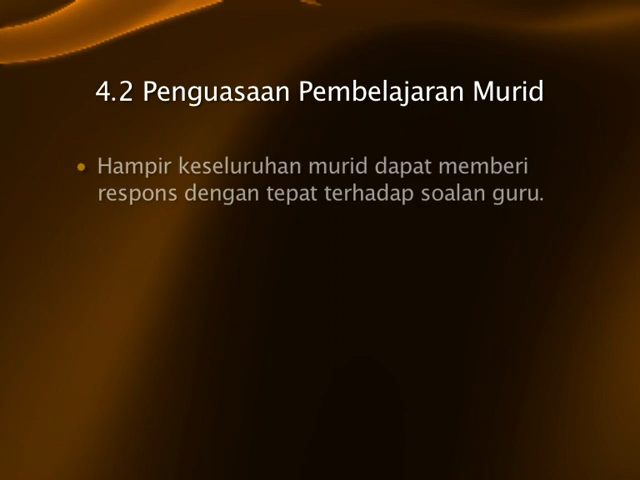 4.2 Penguasaan Pembelajaran Murid
• Hampir keseluruhan murid dapat memberi
respons dengan tepat terhadap soalan guru.